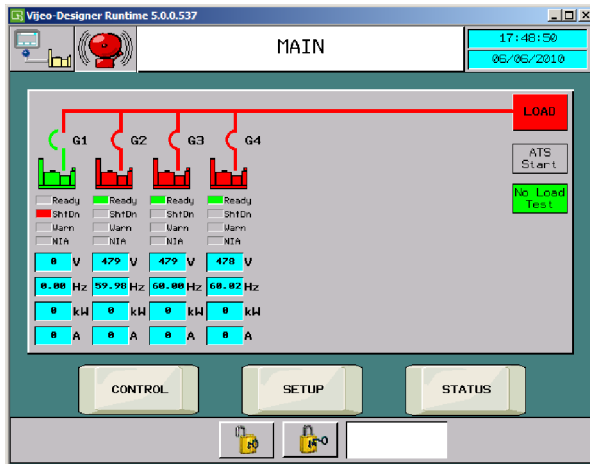 Vijeo-Designer Runtime 5.0.0.537
MAIN
17:48:50
06/06/2010
LOAD
G1 G2 G3 G4
ATS
Start
No Load
Test
Ready Ready Ready Ready
ShtDn ShtDn ShtDn ShtDn
Warn Warn Warn Warn
NIA NIA NIA NIA
0 V 479 V 479 V 478 V
0.00 Hz 59.98 Hz 60.00 Hz 60.02 Hz
0 kW 0 kW 0 kW 0 kW
0 A 0 A 0 A 0 A
CONTROL SETUP STATUS